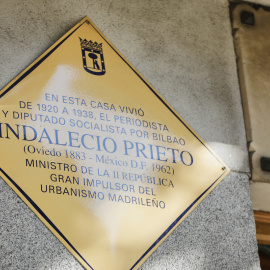 EN ESTA CASA VIVIÓ
DE 1920 A 1938, EL PERIODISTA
Y DIPUTADO SOCIALISTA POR BILBAO
INDALECIO PRIETO
(Oviedo 1883 - México D.F. 1962)
MINISTRO DE LA II REPÚBLICA
GRAN IMPULSOR DEL
URBANISMO MADRILEÑO